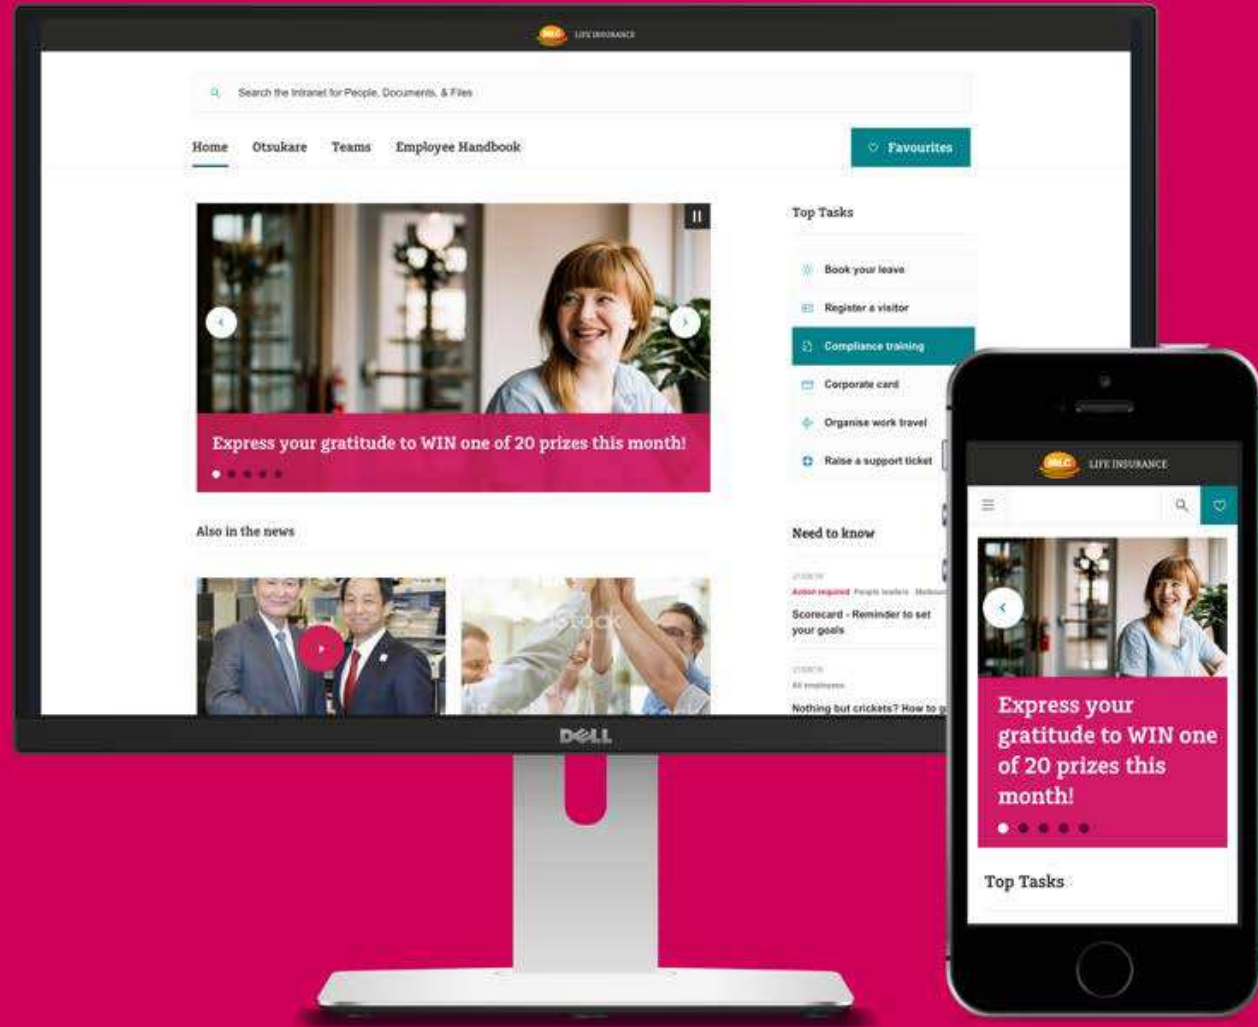 MLC LIFE INSURANCE
Search the Intranet for People, Documents, & Files
Home Otsukare Teams Employee Handbook
Favourites
Express your gratitude to WIN one of 20 prizes this month!
Top Tasks
Book your leave
Register a visitor
Compliance training
Corporate card
Organise work travel
Raise a support ticket
Also in the news
iStock
Need to know
Action required People leaders
Scorecard - Reminder to set
your goals
All employees
Nothing but crickets? How to
DELL
MLC LIFE INSURANCE
Express your
gratitude to WIN one
of 20 prizes this
month!
Top Tasks